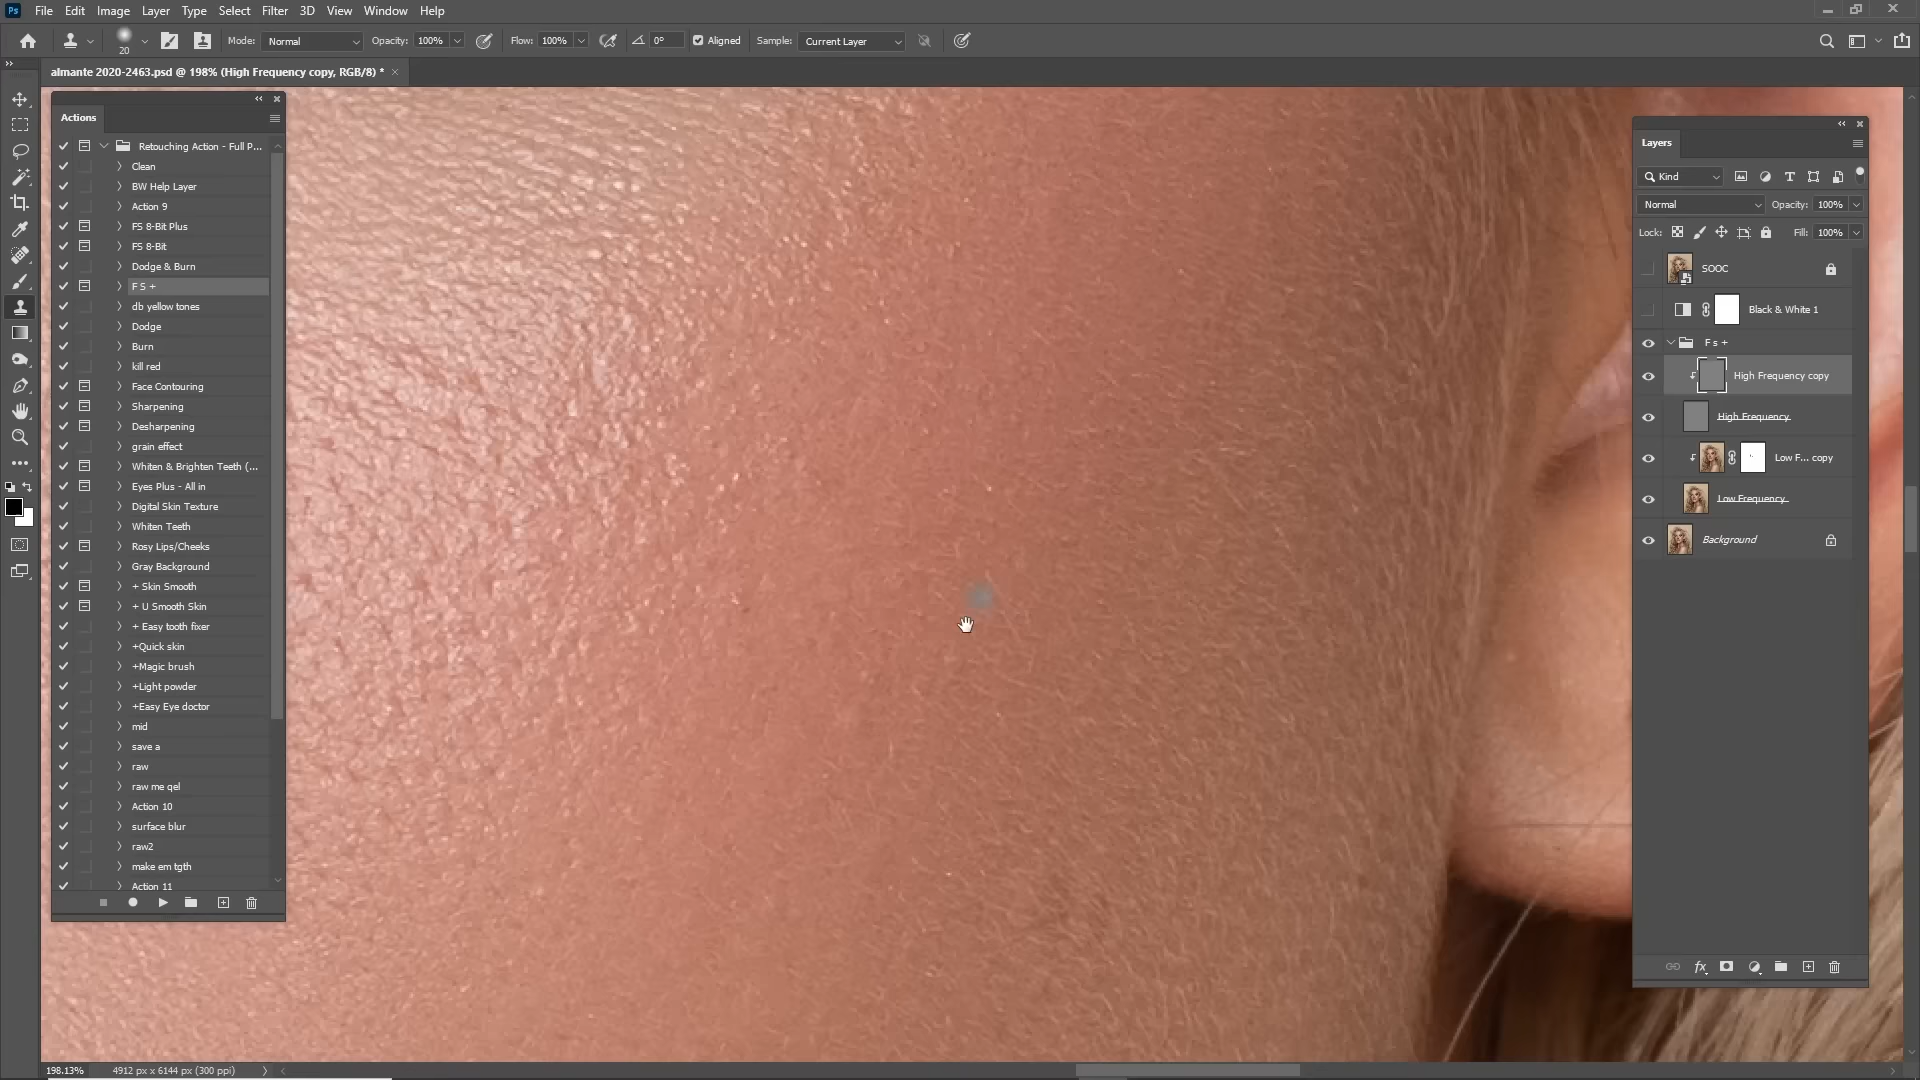 Ps File Edit Image Layer Type Select Filter 3D View Window Help
20 Mode: Normal Opacity: 100% Flow: 100% 0° Aligned Sample: Current Layer
almante 2020-2463.psd @ 198% (High Frequency copy, RGB/8) *
Actions
Retouching Action - Full P...
Clean
BW Help Layer
Action 9
FS 8-Bit Plus
FS 8-Bit
Dodge & Burn
F S +
db yellow tones
Dodge
Burn
kill red
Face Contouring
Sharpening
Desharpening
grain effect
Whiten & Brighten Teeth (...
Eyes Plus - All in
Digital Skin Texture
Whiten Teeth
Rosy Lips/Cheeks
Gray Background
+ Skin Smooth
+ U Smooth Skin
+ Easy tooth fixer
+Quick skin
+Magic brush
+Light powder
+Easy Eye doctor
mid
save a
raw
raw me qel
Action 10
surface blur
raw2
make em tgth
Action 11
Layers
Kind
Normal Opacity: 100%
Lock: Fill: 100%
SOOC
Black & White 1
F s +
High Frequency copy
High Frequency
Low F... copy
Low Frequency
Background
fx
198.13% 4912 px x 6144 px (300 ppi)